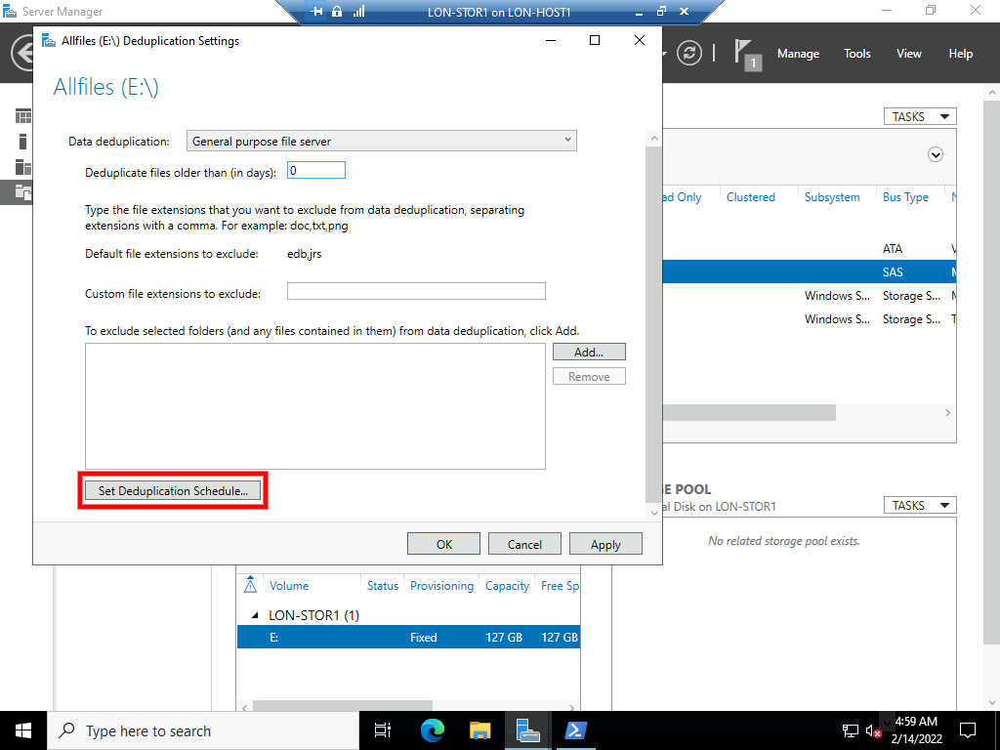 Server Manager
LON-STOR1 on LON-HOST1
Allfiles (E:\) Deduplication Settings
1
Manage
Tools
View
Help
Allfiles (E:\)
TASKS
Data deduplication:
General purpose file server
Deduplicate files older than (in days):
0
ad Only
Clustered
Subsystem
Bus Type
Type the file extensions that you want to exclude from data deduplication, separating
extensions with a comma. For example: doc,txt,png
Default file extensions to exclude:
edb,jrs
ATA
SAS
Custom file extensions to exclude:
Windows S...
Storage S...
Windows S...
Storage S...
To exclude selected folders (and any files contained in them) from data deduplication, click Add.
Add...
Remove
Set Deduplication Schedule...
E POOL
al Disk on LON-STOR1
TASKS
No related storage pool exists.
OK
Cancel
Apply
Volume
Status
Provisioning
Capacity
Free Sp
LON-STOR1 (1)
E:
Fixed
127 GB
127 GB
Type here to search
4:59 AM
2/14/2022